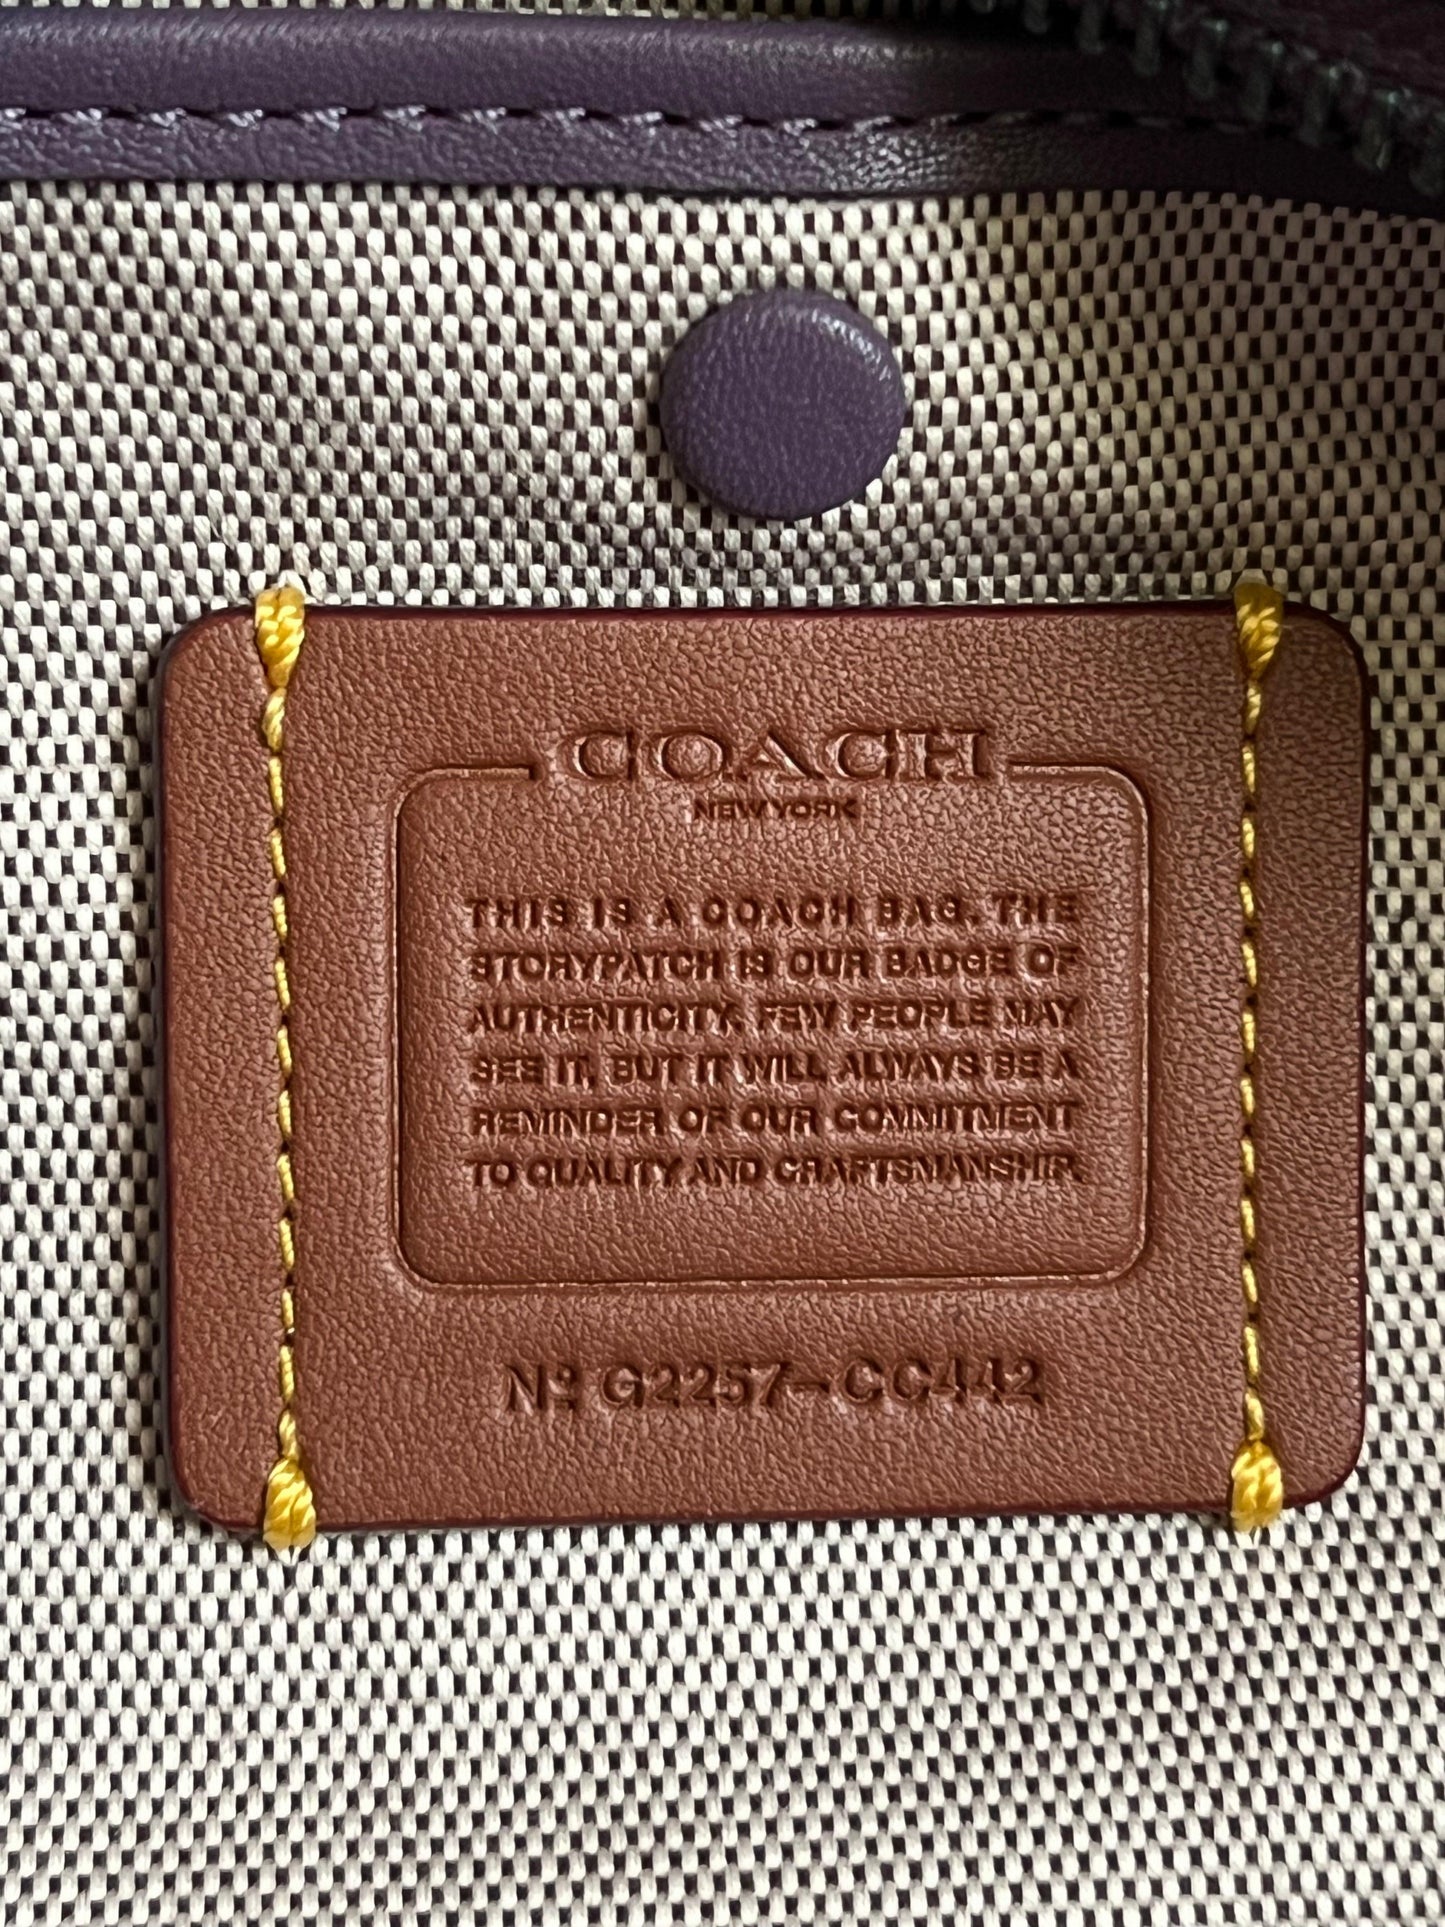 COACH
NEW YORK
THIS IS A COACH BAG. THE
STORYPATCH IS OUR BADGE OF
AUTHENTICITY. FEW PEOPLE MAY
SEE IT, BUT IT WILL ALWAYS BE A
REMINDER OF OUR COMMITMENT
TO QUALITY AND CRAFTSMANSHIP.
Nº G2257-CC442